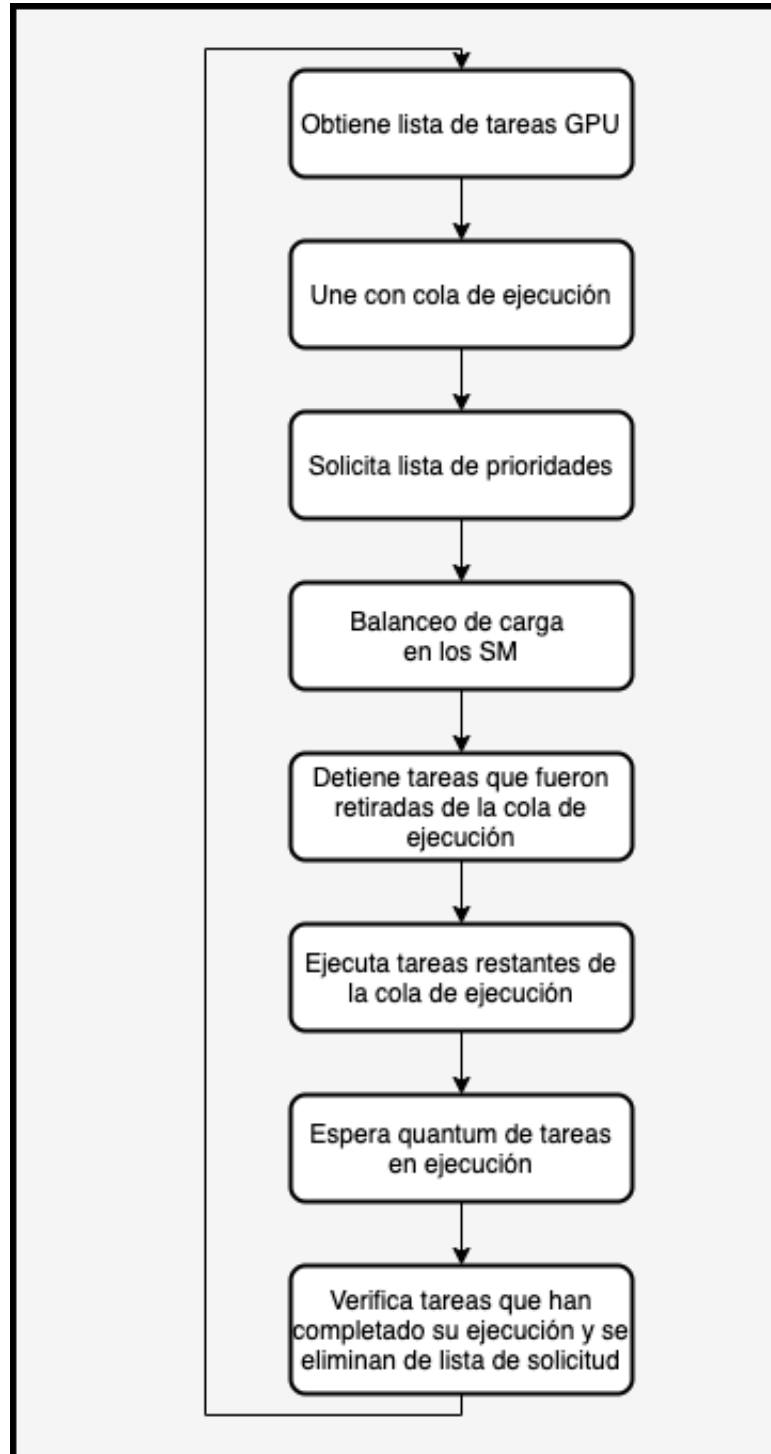 Obtiene lista de tareas GPU
Une con cola de ejecución
Solicita lista de prioridades
Balanceo de carga
en los SM
Detiene tareas que fueron
retiradas de la cola de
ejecución
Ejecuta tareas restantes de
la cola de ejecución
Espera quantum de tareas
en ejecución
Verifica tareas que han
completado su ejecución y se
eliminan de lista de solicitud